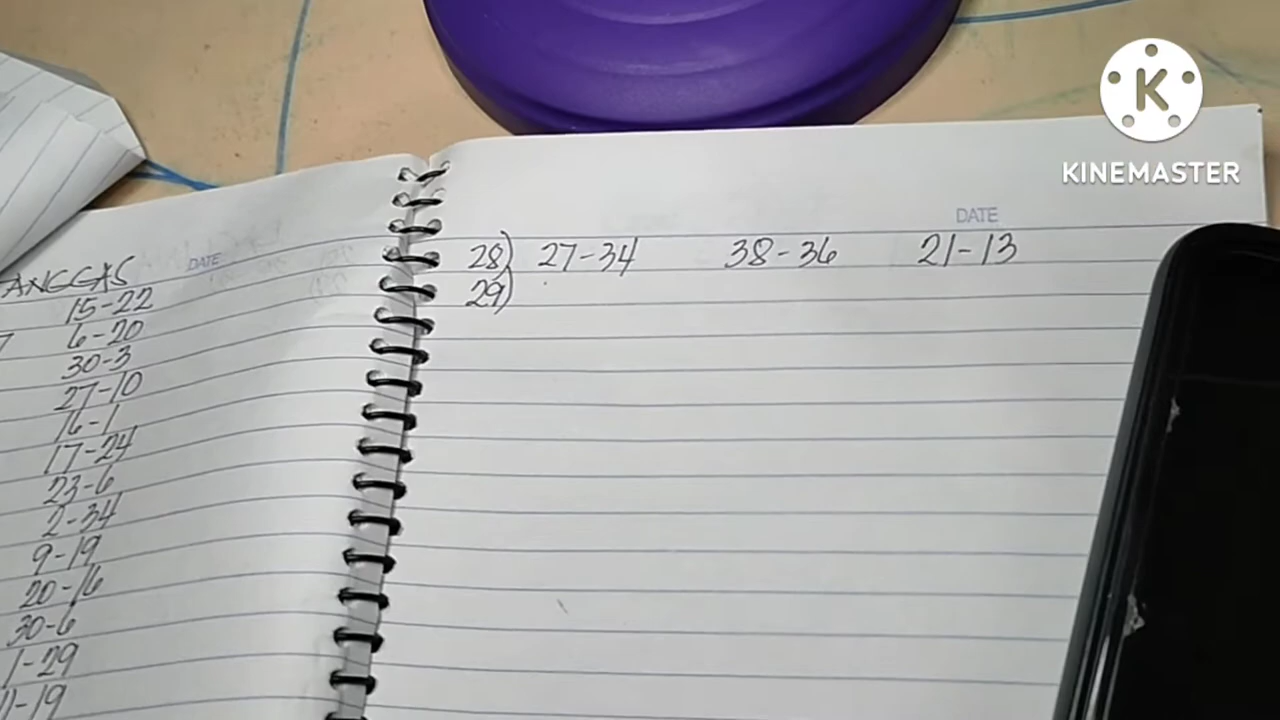 K
KINEMASTER
DATE
ANGGAS
15-22
7 6-20
30-3
27-10
16-1
17-24
23-6
2-34
9-19
20-16
30-6
1-29
11-19
DATE
28) 27-34 38-36 21-13
29)